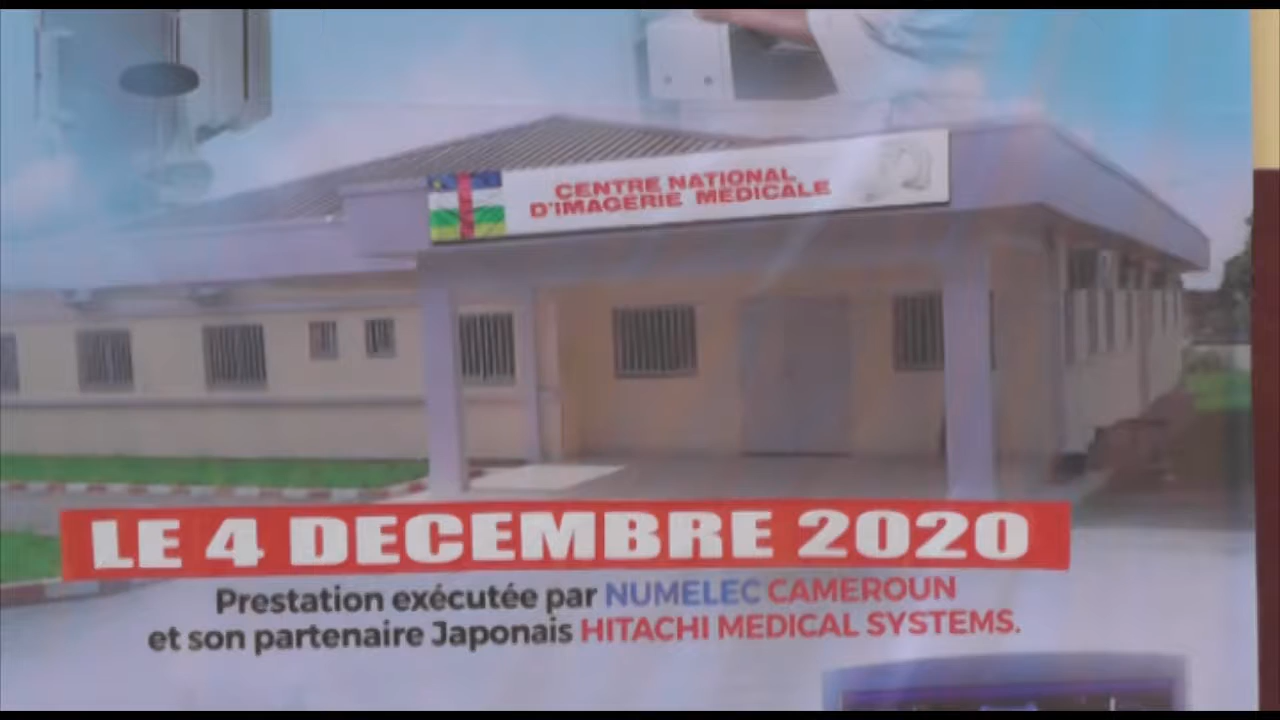 CENTRE NATIONAL
D'IMAGERIE MEDICALE
LE 4 DECEMBRE 2020
Prestation exécutée par NUMELEC CAMEROUN
et son partenaire Japonais HITACHI MEDICAL SYSTEMS.